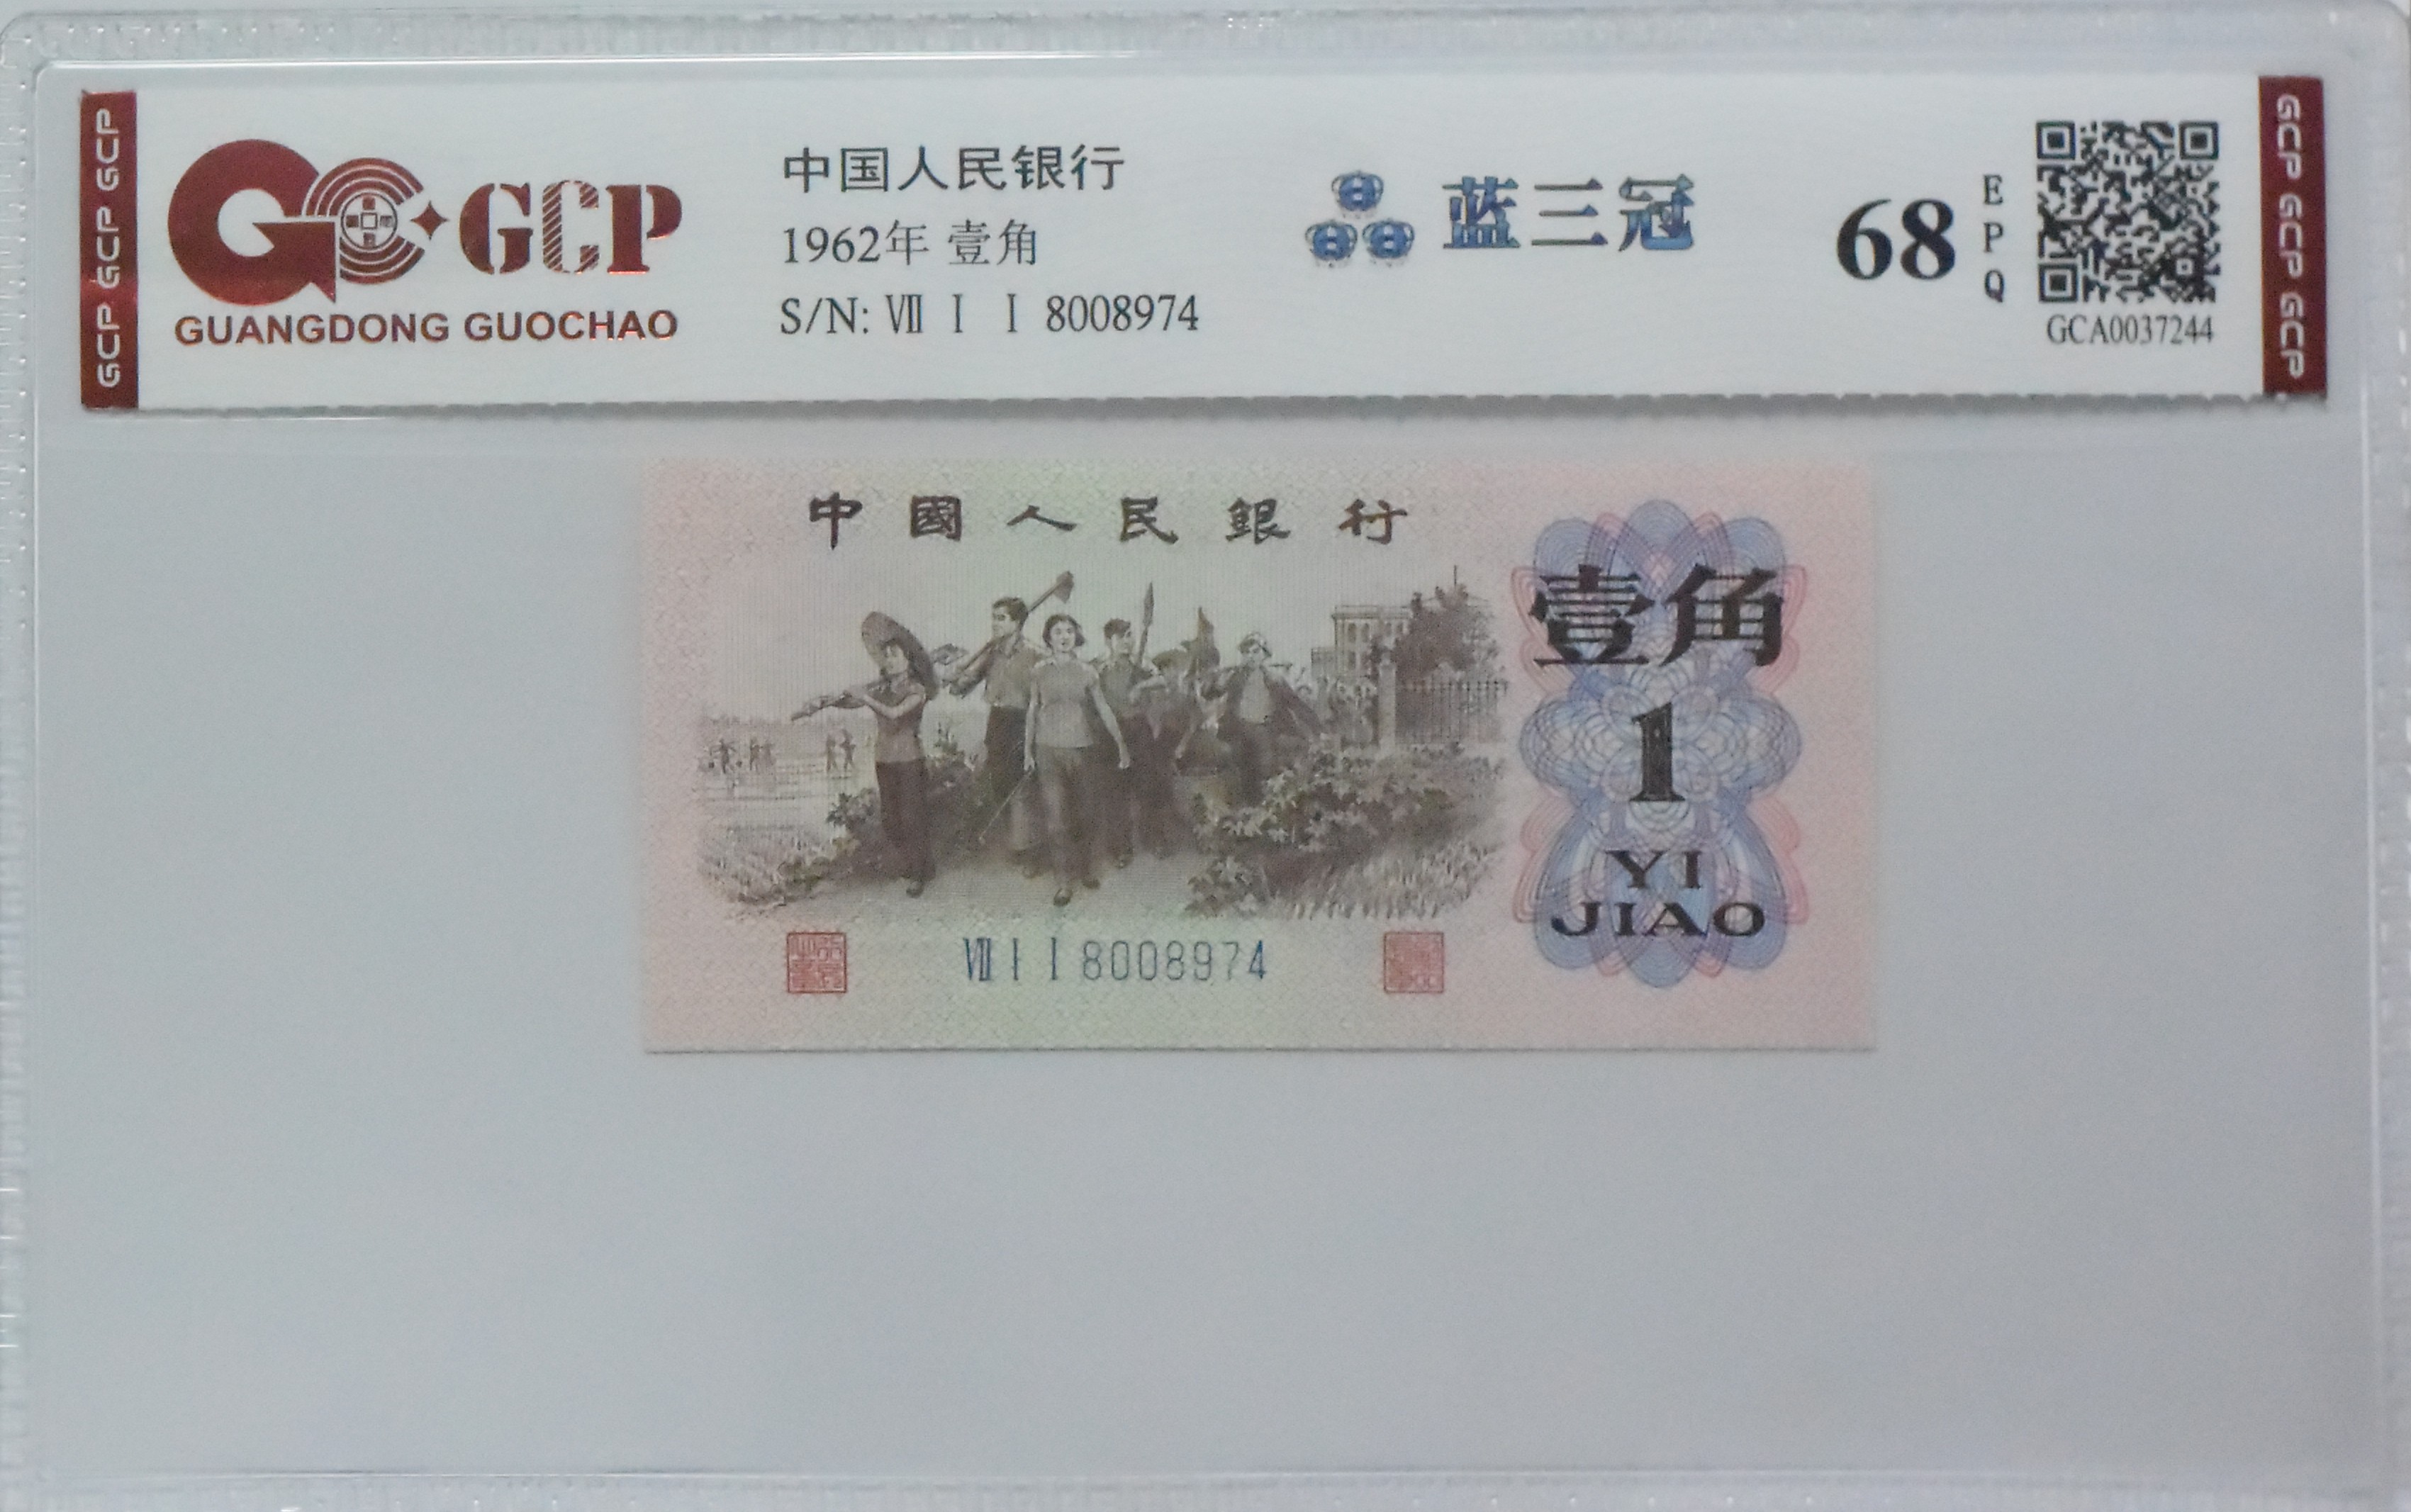 GCP GCP GCP
GCP
GUANGDONG GUOCHAO
中国人民银行
1962年 壹角
S/N: Ⅶ Ⅰ Ⅰ 8008974
蓝三冠
68
EPQ
GCA0037244
GCP GCP GCP
中國人民銀行
壹角
1
YI
JIAO
Ⅶ Ⅰ Ⅰ 8008974